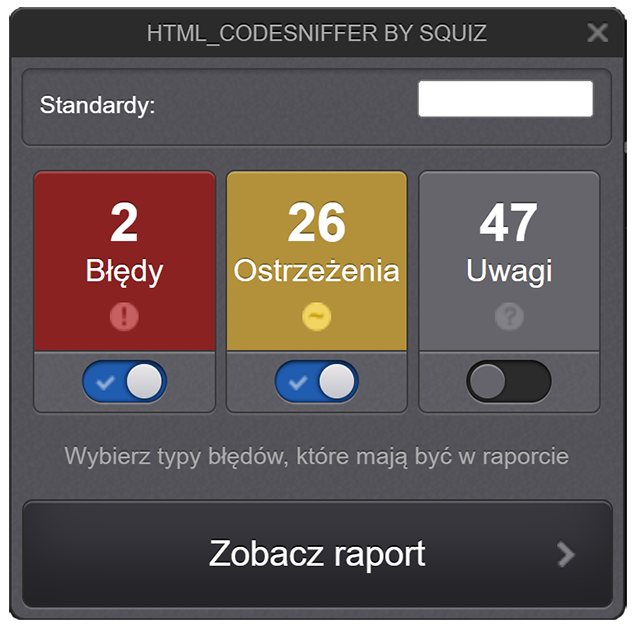 HTML_CODESNIFFER BY SQUIZ
Standardy:
2
Błędy
26
Ostrzeżenia
47
Uwagi
Wybierz typy błędów, które mają być w raporcie
Zobacz raport